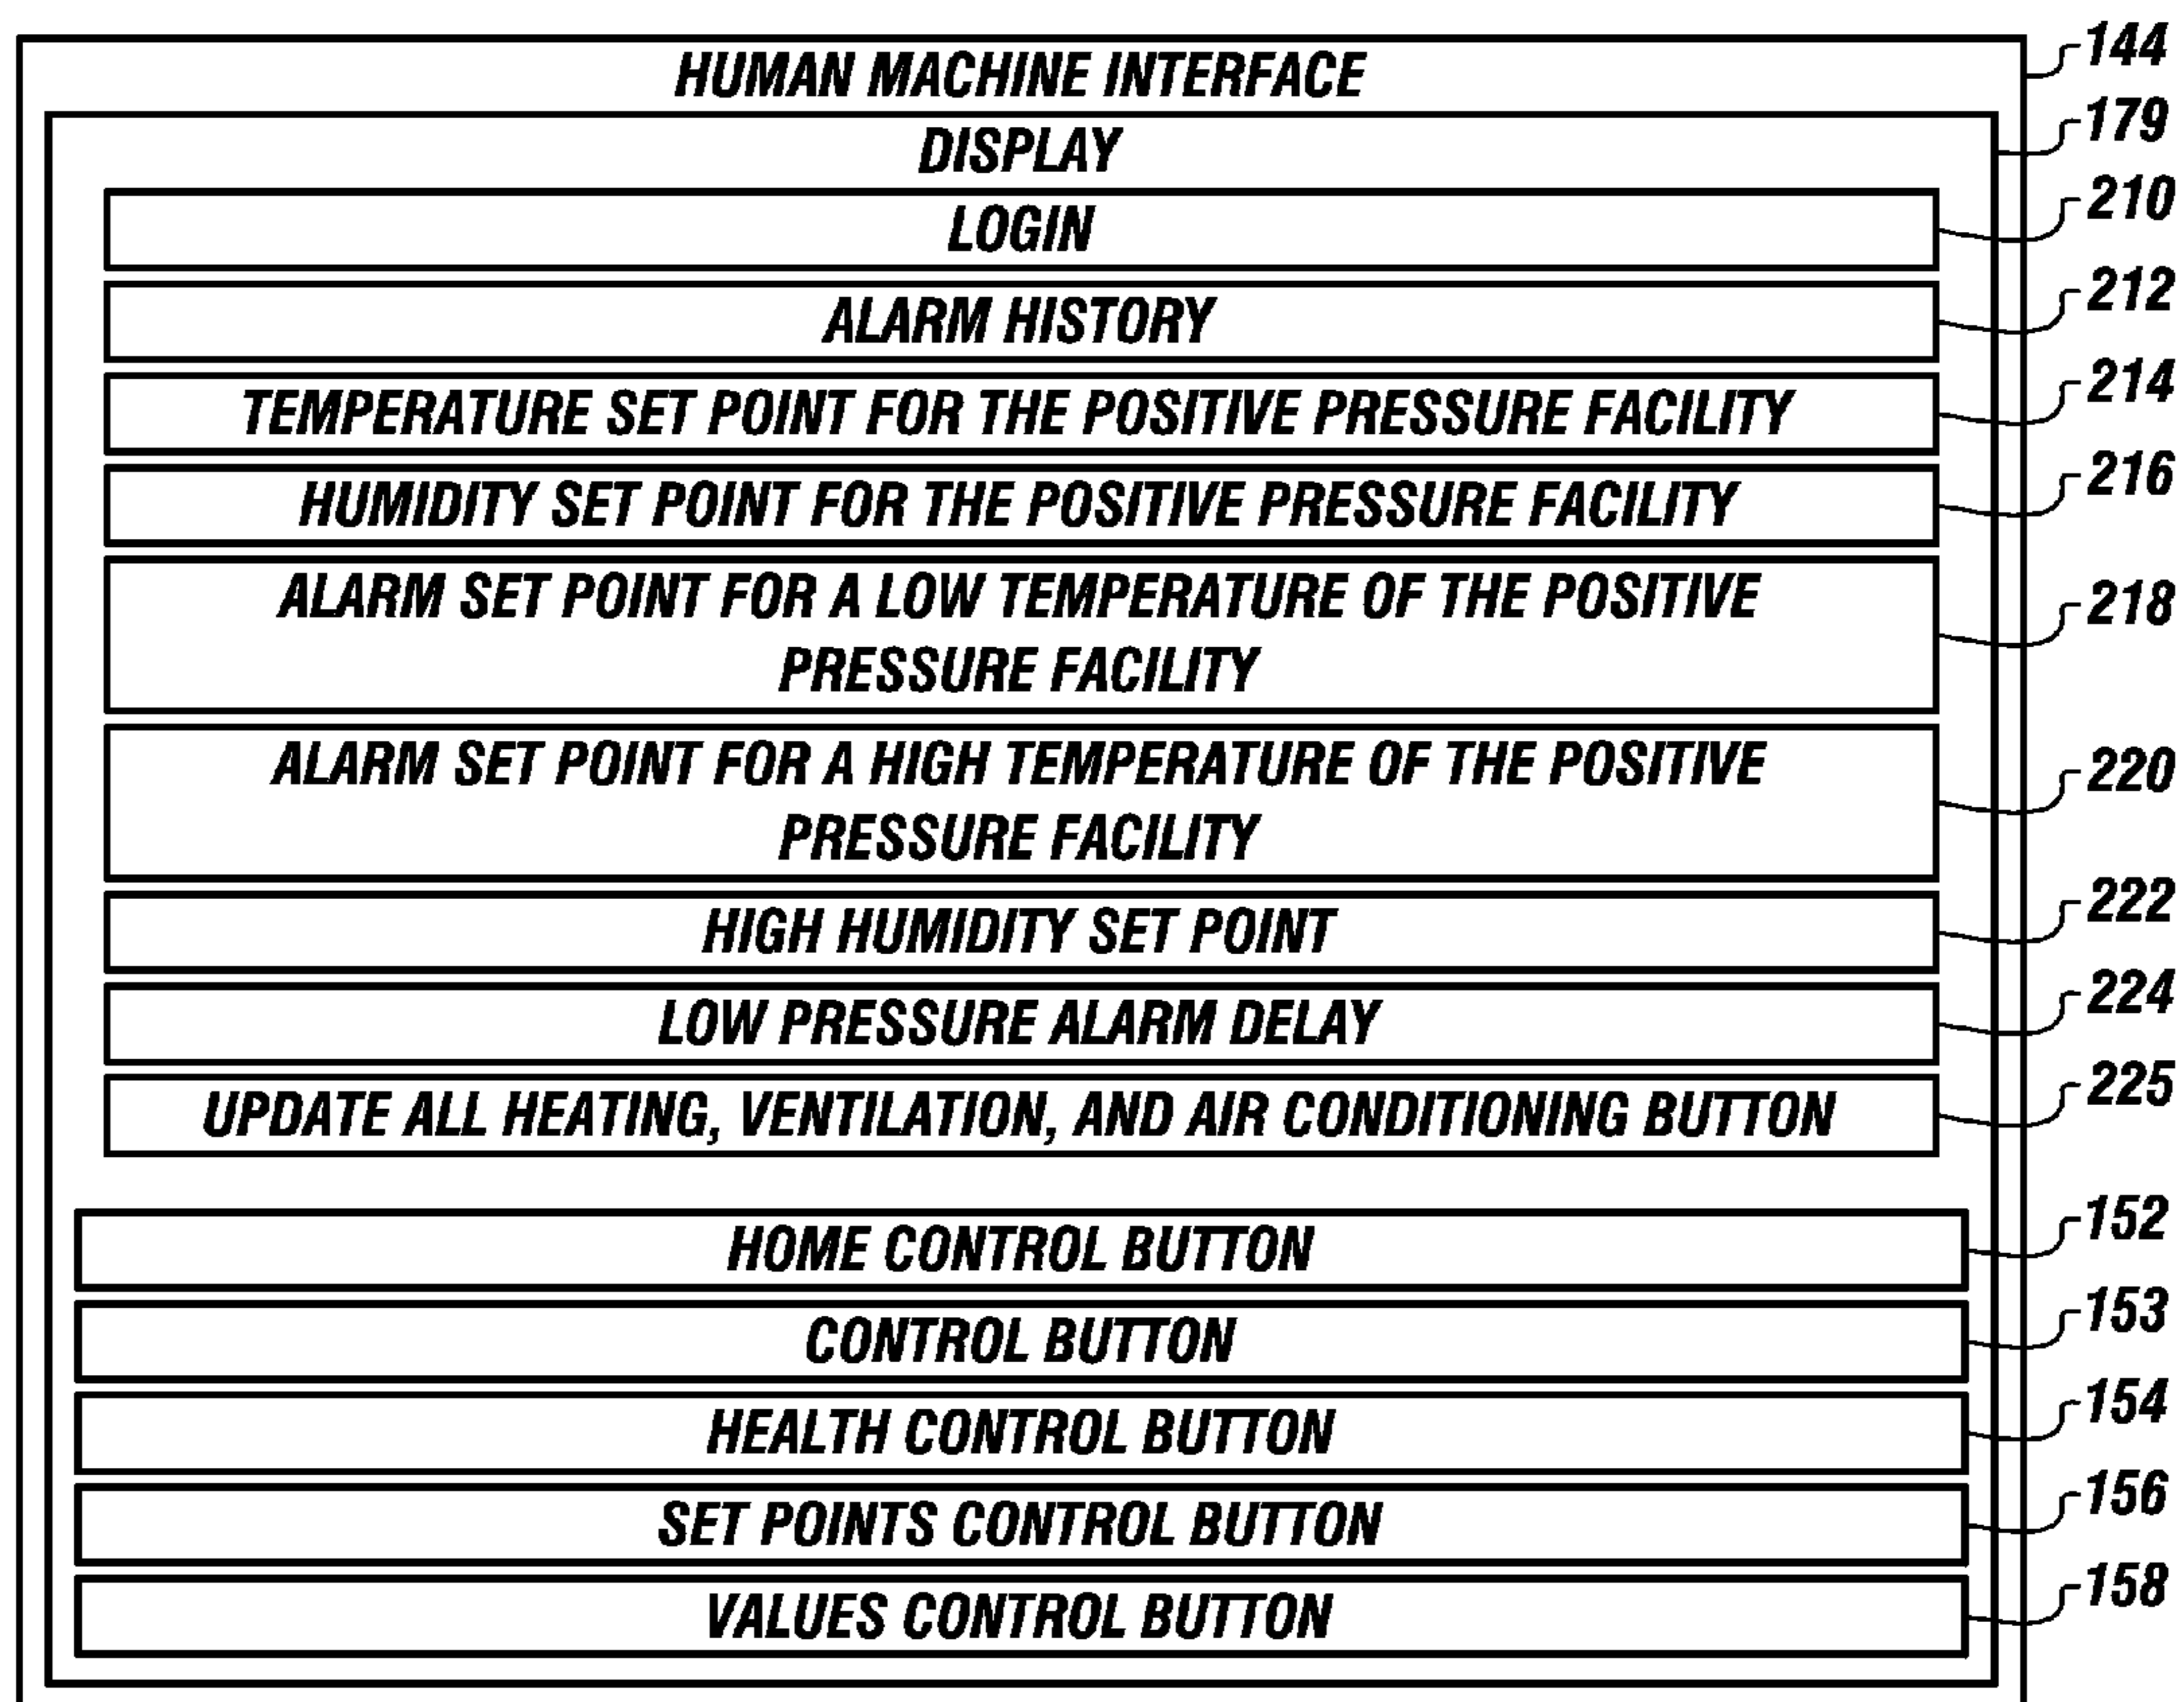 HUMAN MACHINE INTERFACE 144
DISPLAY 179
LOGIN 210
ALARM HISTORY 212
TEMPERATURE SET POINT FOR THE POSITIVE PRESSURE FACILITY 214
HUMIDITY SET POINT FOR THE POSITIVE PRESSURE FACILITY 216
ALARM SET POINT FOR A LOW TEMPERATURE OF THE POSITIVE 218
PRESSURE FACILITY
ALARM SET POINT FOR A HIGH TEMPERATURE OF THE POSITIVE 220
PRESSURE FACILITY
HIGH HUMIDITY SET POINT 222
LOW PRESSURE ALARM DELAY 224
UPDATE ALL HEATING, VENTILATION, AND AIR CONDITIONING BUTTON 225
HOME CONTROL BUTTON 152
CONTROL BUTTON 153
HEALTH CONTROL BUTTON 154
SET POINTS CONTROL BUTTON 156
VALUES CONTROL BUTTON 158